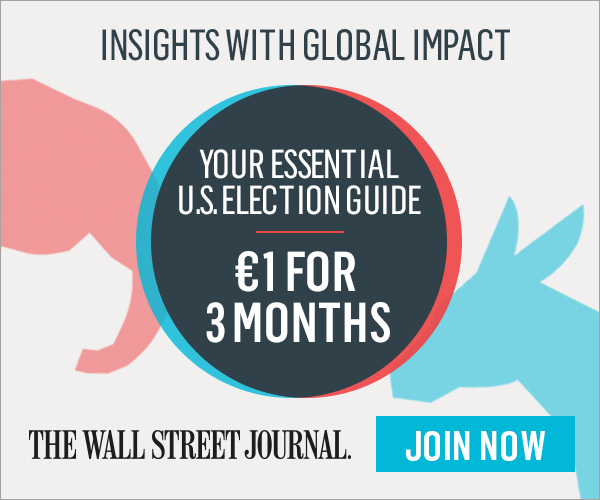 INSIGHTS WITH GLOBAL IMPACT
YOUR ESSENTIAL
U.S. ELECTION GUIDE
€1 FOR
3 MONTHS
THE WALL STREET JOURNAL.
JOIN NOW